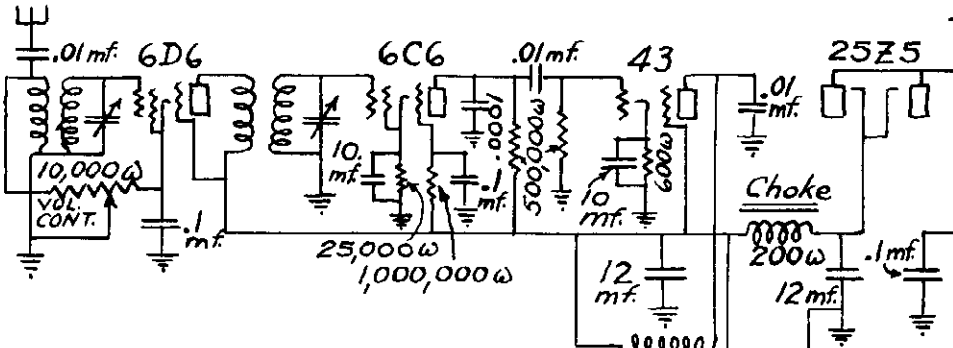 .01 mf.
6D6
6C6
.01 mf.
43
25Z5
.01
mf.
.0001
10,000ω
VOL.
CONT.
.1
mf.
10.
mf.
25,000ω
.1
mf.
1,000,000ω
500,000ω
10
mf.
600ω
Choke
200ω
12
mf.
12 mf.
.1 mf.